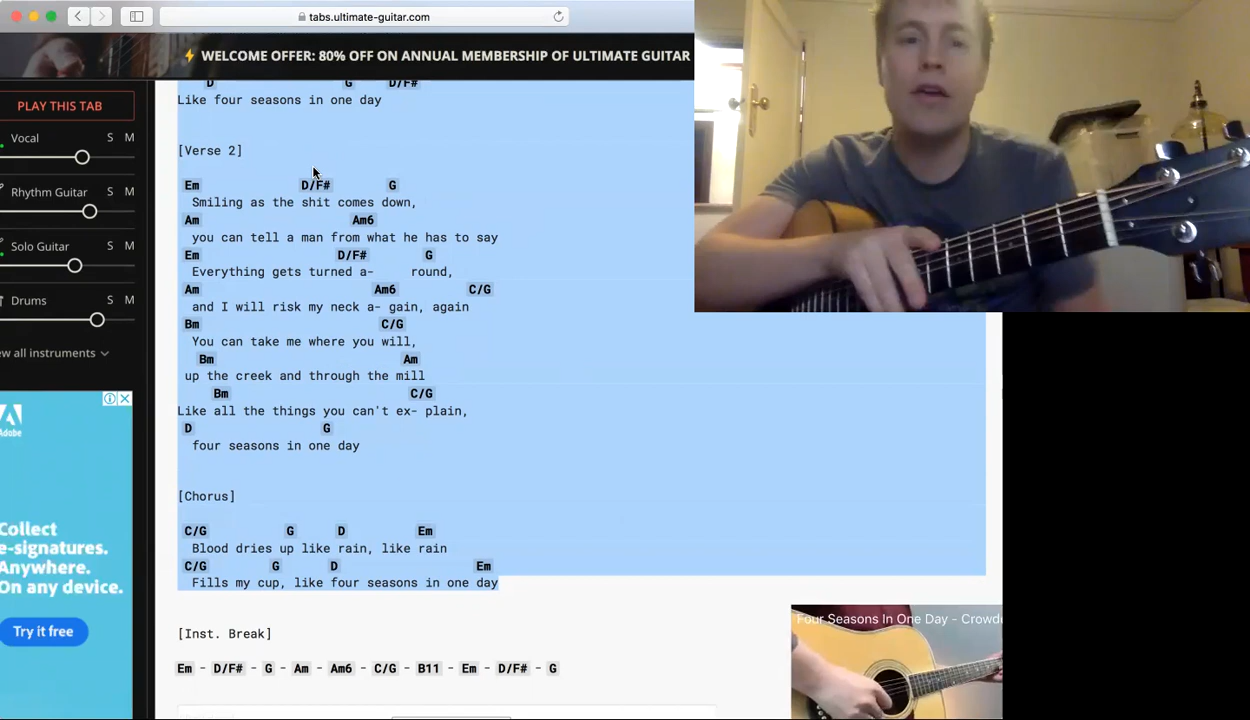 tabs.ultimate-guitar.com
WELCOME OFFER: 80% OFF ON ANNUAL MEMBERSHIP OF ULTIMATE GUITAR
PLAY THIS TAB
Vocal S M
Rhythm Guitar S M
Solo Guitar S M
Drums S M
ew all instruments
Adobe
Collect
e-signatures.
Anywhere.
On any device.
Try it free
D G D/F#
Like four seasons in one day
[Verse 2]
Em D/F# G
Smiling as the shit comes down,
Am Am6
you can tell a man from what he has to say
Em D/F# G
Everything gets turned a- round,
Am Am6 C/G
and I will risk my neck a- gain, again
Bm C/G
You can take me where you will,
Bm Am
up the creek and through the mill
Bm C/G
Like all the things you can't ex- plain,
D G
four seasons in one day
[Chorus]
C/G G D Em
Blood dries up like rain, like rain
C/G G D Em
Fills my cup, like four seasons in one day
[Inst. Break]
Em - D/F# - G - Am - Am6 - C/G - B11 - Em - D/F# - G
Four Seasons In One Day - Crowd